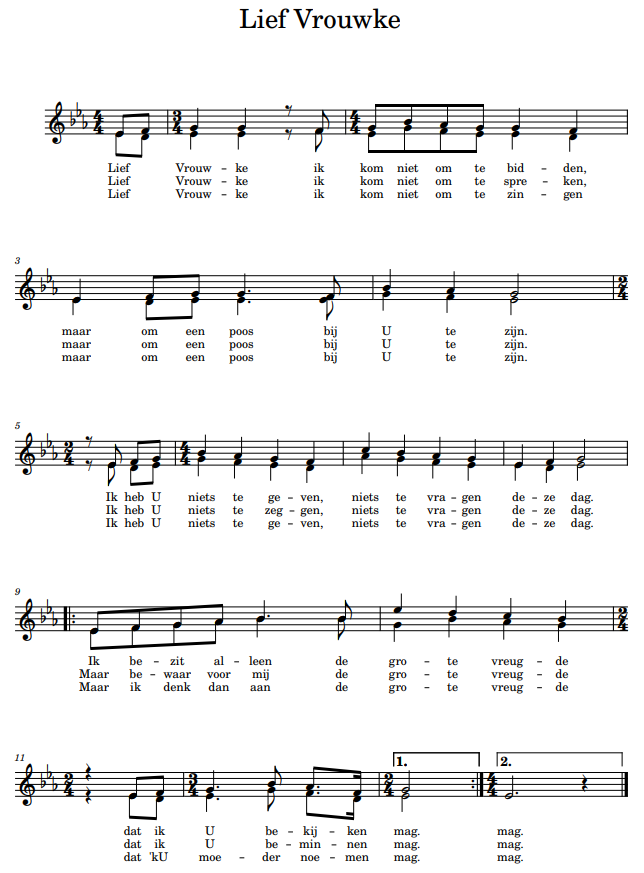 Lief Vrouwke
Lief Vrouw – ke ik kom niet om te bid – den,
Lief Vrouw – ke ik kom niet om te spre – ken,
Lief Vrouw – ke ik kom niet om te zin – gen
3
maar om een poos bij U te zijn.
maar om een poos bij U te zijn.
maar om een poos bij U te zijn.
5
Ik heb U niets te ge – ven, niets te vra – gen de – ze dag.
Ik heb U niets te zeg – gen, niets te vra – gen de – ze dag.
Ik heb U niets te ge – ven, niets te vra – gen de – ze dag.
9
Ik be – zit al – leen de gro – te vreug – de
Maar be – waar voor mij de gro – te vreug – de
Maar ik denk dan aan de gro – te vreug – de
11
1. 2.
dat ik U be – kij – ken mag. mag.
dat ik U be – min – nen mag. mag.
dat 'kU moe – der noe – men mag. mag.